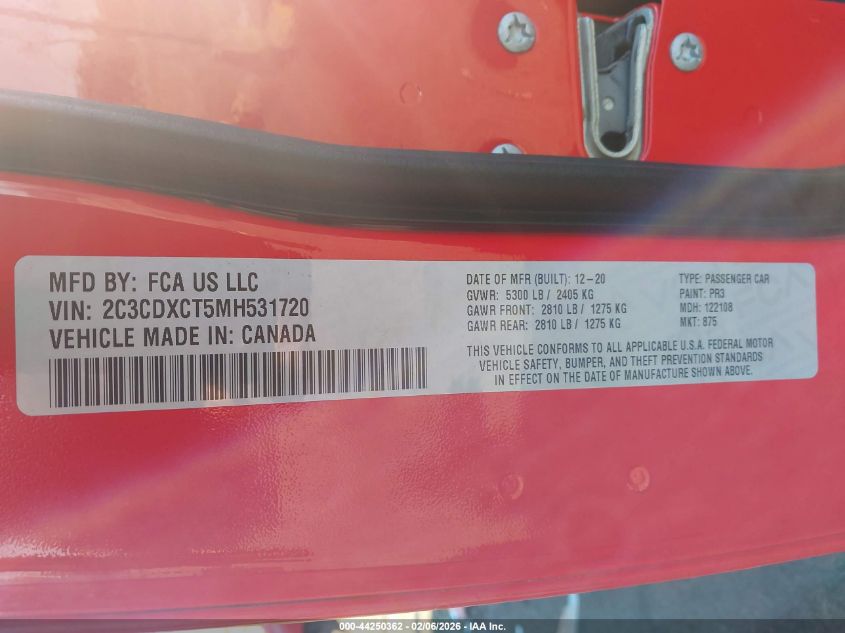 MFD BY: FCA US LLC
VIN: 2C3CDXCT5MH531720
VEHICLE MADE IN: CANADA
DATE OF MFR (BUILT): 12-20
GVWR: 5300 LB / 2405 KG
GAWR FRONT: 2810 LB / 1275 KG
GAWR REAR: 2810 LB / 1275 KG
TYPE: PASSENGER CAR
PAINT: PR3
MDH: 122108
MKT: 875
THIS VEHICLE CONFORMS TO ALL APPLICABLE U.S.A. FEDERAL MOTOR
VEHICLE SAFETY, BUMPER, AND THEFT PREVENTION STANDARDS
IN EFFECT ON THE DATE OF MANUFACTURE SHOWN ABOVE.
000-44250362 - 02/06/2026 - IAA Inc.